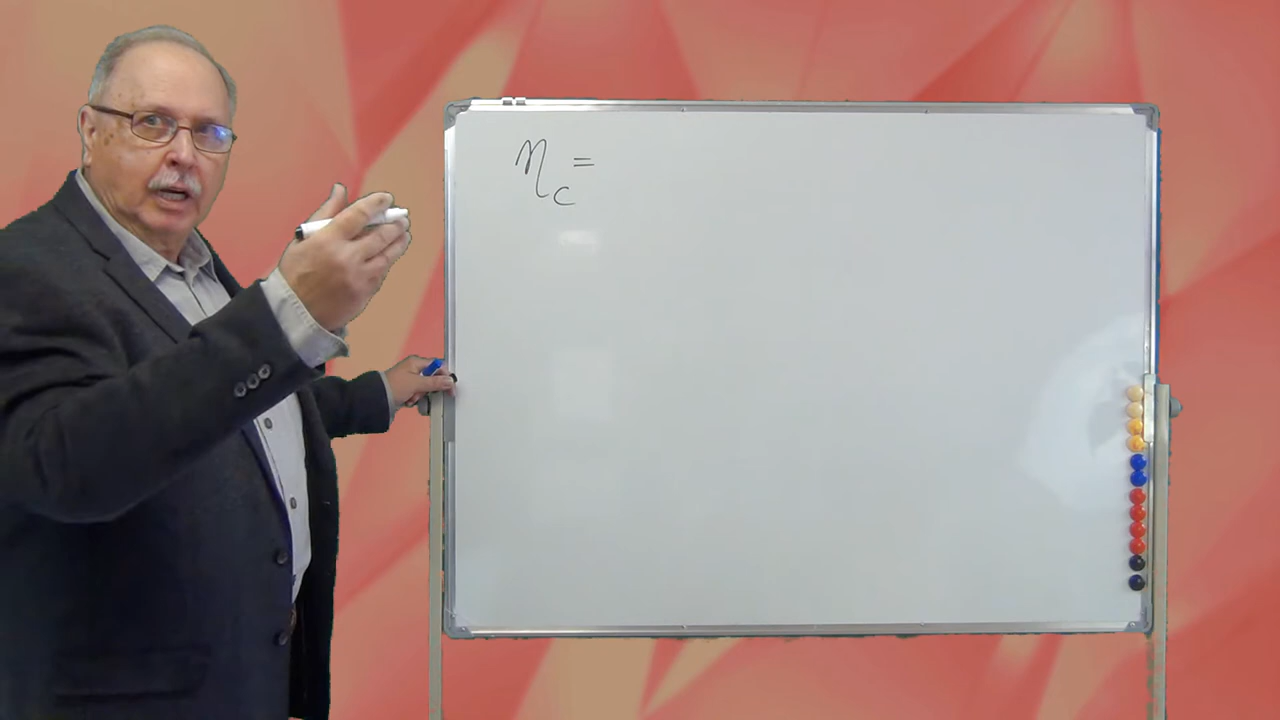 η_c =